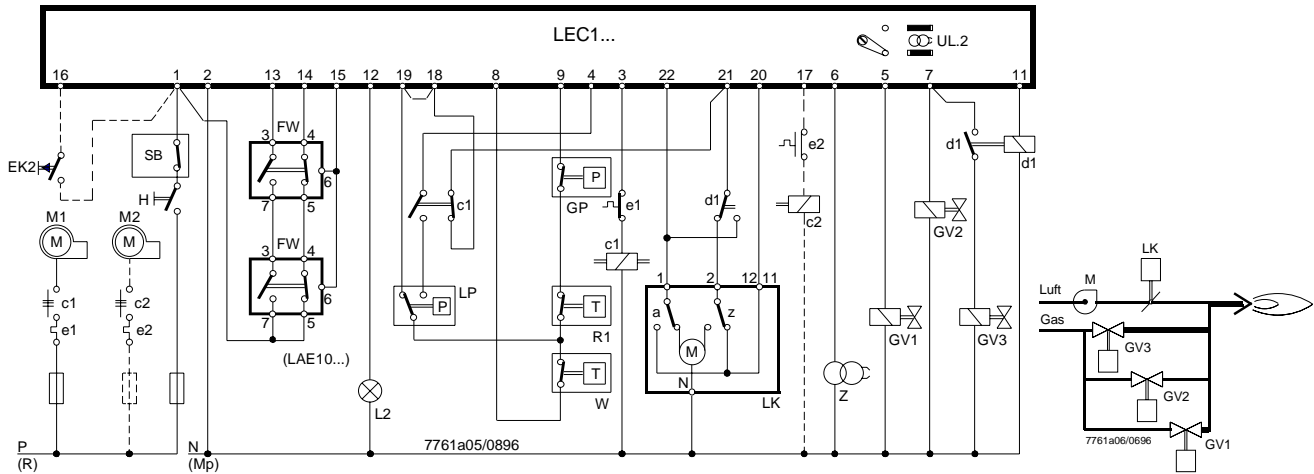 LEC1...
UL.2
16 1 2 13 14 15 12 19 18 8 9 4 3 22 21 20 17 6 5 7 11
EK2
SB
H
M1
M
c1
e1
M2
M
c2
e2
FW
3 4
6
7 5
FW
3 4
6
7 5
(LAE10...)
L2
c1
LP
P
GP
P
R1
T
W
T
e1
c1
d1
1 2 12 11
a z
M
N
LK
e2
c2
Z
GV1
GV2
d1
d1
GV3
P
(R)
N
(Mp)
7761a05/0896
LK
Luft
M
Gas
GV3
GV2
GV1
7761a06/0696